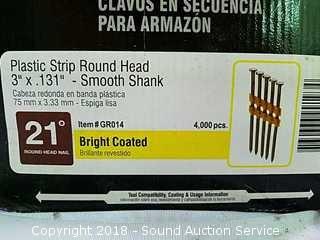 CLAVOS EN SECUENCIA
PARA ARMAZÓN
Plastic Strip Round Head
3" x .131" - Smooth Shank
Cabeza redonda en banda plástica
75 mm x 3,33 mm - Espiga lisa
21°
ROUND HEAD NAIL
Item # GR014
4,000 pcs.
Bright Coated
Brillante revestido
Tool Compatibility, Coating & Usage Information
Copyright 2018 - Sound Auction Service